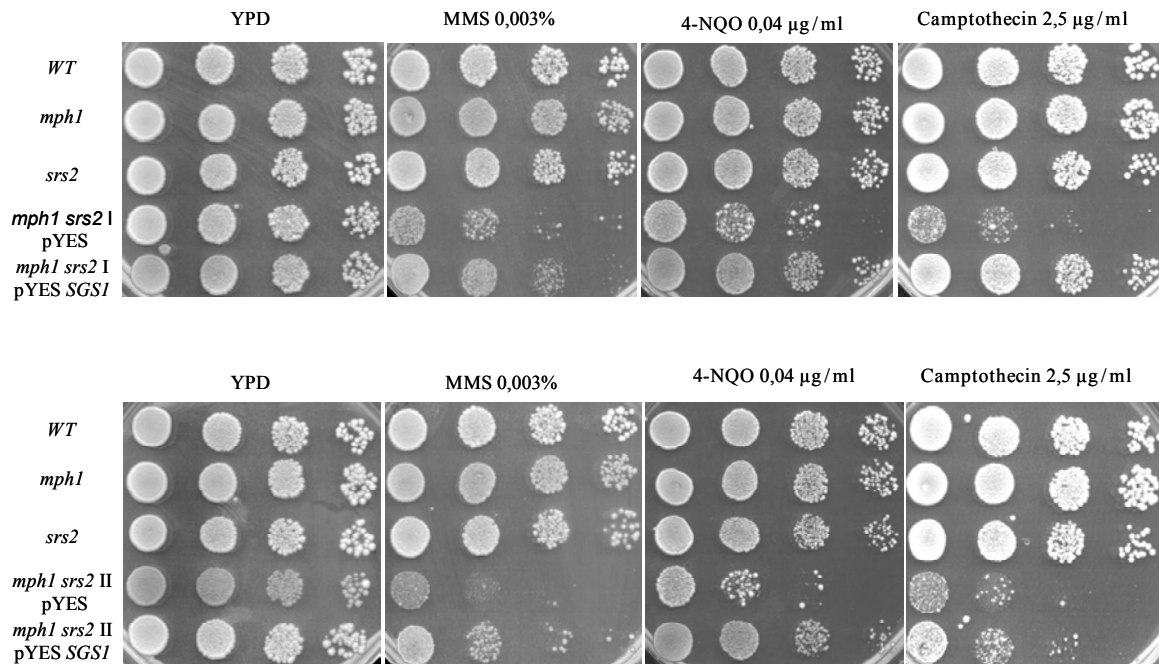 YPD
MMS 0,003%
4-NQO 0,04 µg/ml
Camptothecin 2,5 µg/ml
WT
mph1
srs2
mph1 srs2 I
pYES
mph1 srs2 I
pYES SGS1
YPD
MMS 0,003%
4-NQO 0,04 µg/ml
Camptothecin 2,5 µg/ml
WT
mph1
srs2
mph1 srs2 II
pYES
mph1 srs2 II
pYES SGS1